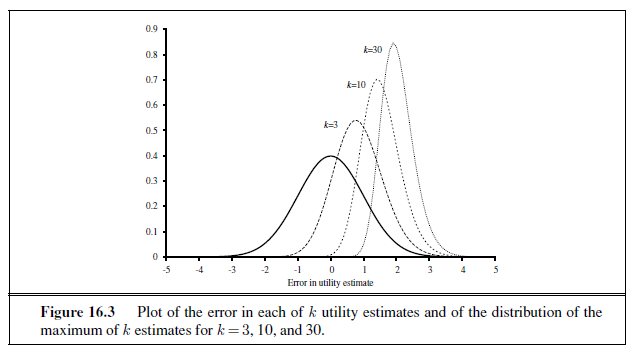 0.9
0.8
k=30
0.7
k=10
0.6
k=3
0.5
0.4
0.3
0.2
0.1
0
-5 -4 -3 -2 -1 0 1 2 3 4 5
Error in utility estimate
Figure 16.3 Plot of the error in each of k utility estimates and of the distribution of the
maximum of k estimates for k = 3, 10, and 30.